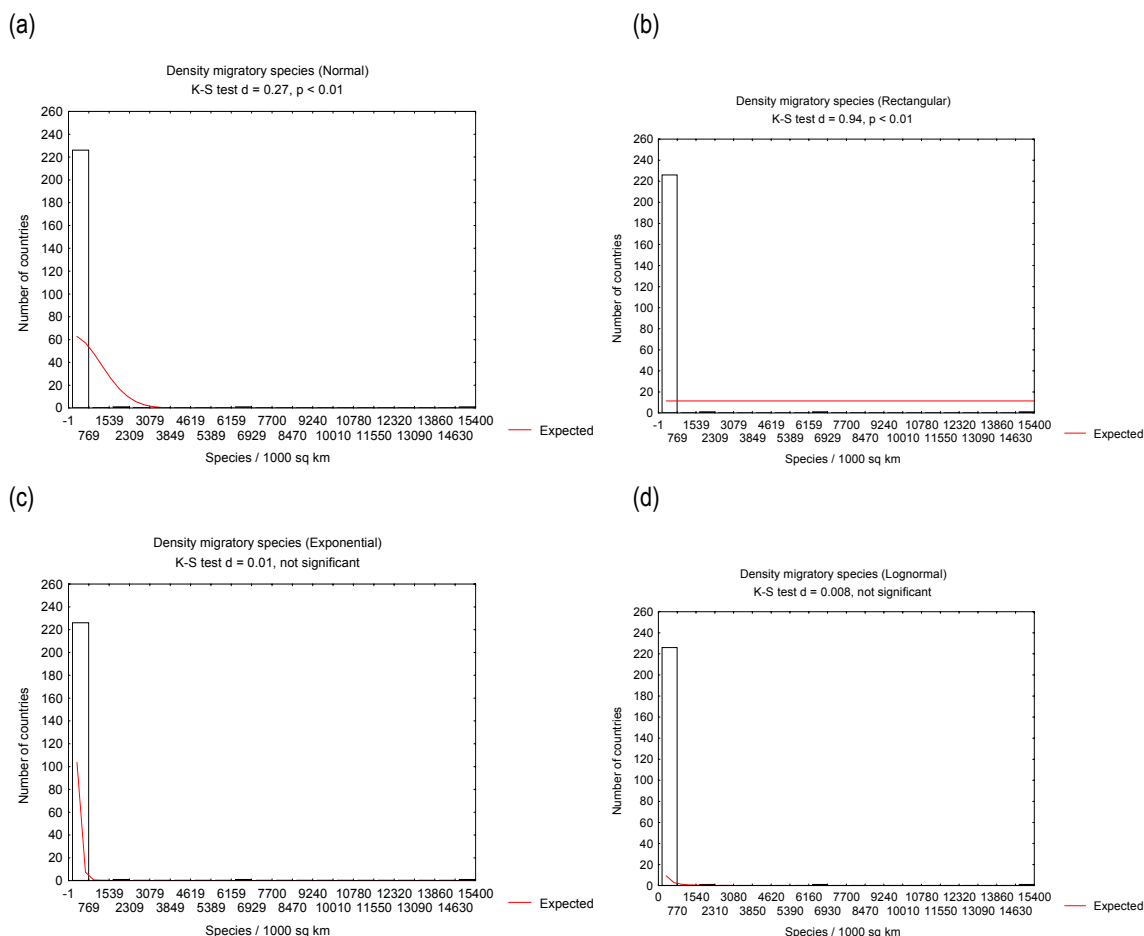 (a)
Density migratory species (Normal)
K-S test d = 0.27, p < 0.01
260
240
220
200
180
160
140
120
100
80
60
40
20
0
Number of countries
-1 1539 3079 4619 6159 7700 9240 10780 12320 13860 15400
769 2309 3849 5389 6929 8470 10010 11550 13090 14630
Expected
Species / 1000 sq km
(b)
Density migratory species (Rectangular)
K-S test d = 0.94, p < 0.01
260
240
220
200
180
160
140
120
100
80
60
40
20
0
Number of countries
-1 1539 3079 4619 6159 7700 9240 10780 12320 13860 15400
769 2309 3849 5389 6929 8470 10010 11550 13090 14630
Expected
Species / 1000 sq km
(c)
Density migratory species (Exponential)
K-S test d = 0.01, not significant
260
240
220
200
180
160
140
120
100
80
60
40
20
0
Number of countries
-1 1539 3079 4619 6159 7700 9240 10780 12320 13860 15400
769 2309 3849 5389 6929 8470 10010 11550 13090 14630
Expected
Species / 1000 sq km
(d)
Density migratory species (Lognormal)
K-S test d = 0.008, not significant
260
240
220
200
180
160
140
120
100
80
60
40
20
0
Number of countries
0 1540 3080 4620 6160 7700 9240 10780 12320 13860 15400
770 2310 3850 5390 6930 8470 10010 11550 13090 14630
Expected
Species / 1000 sq km